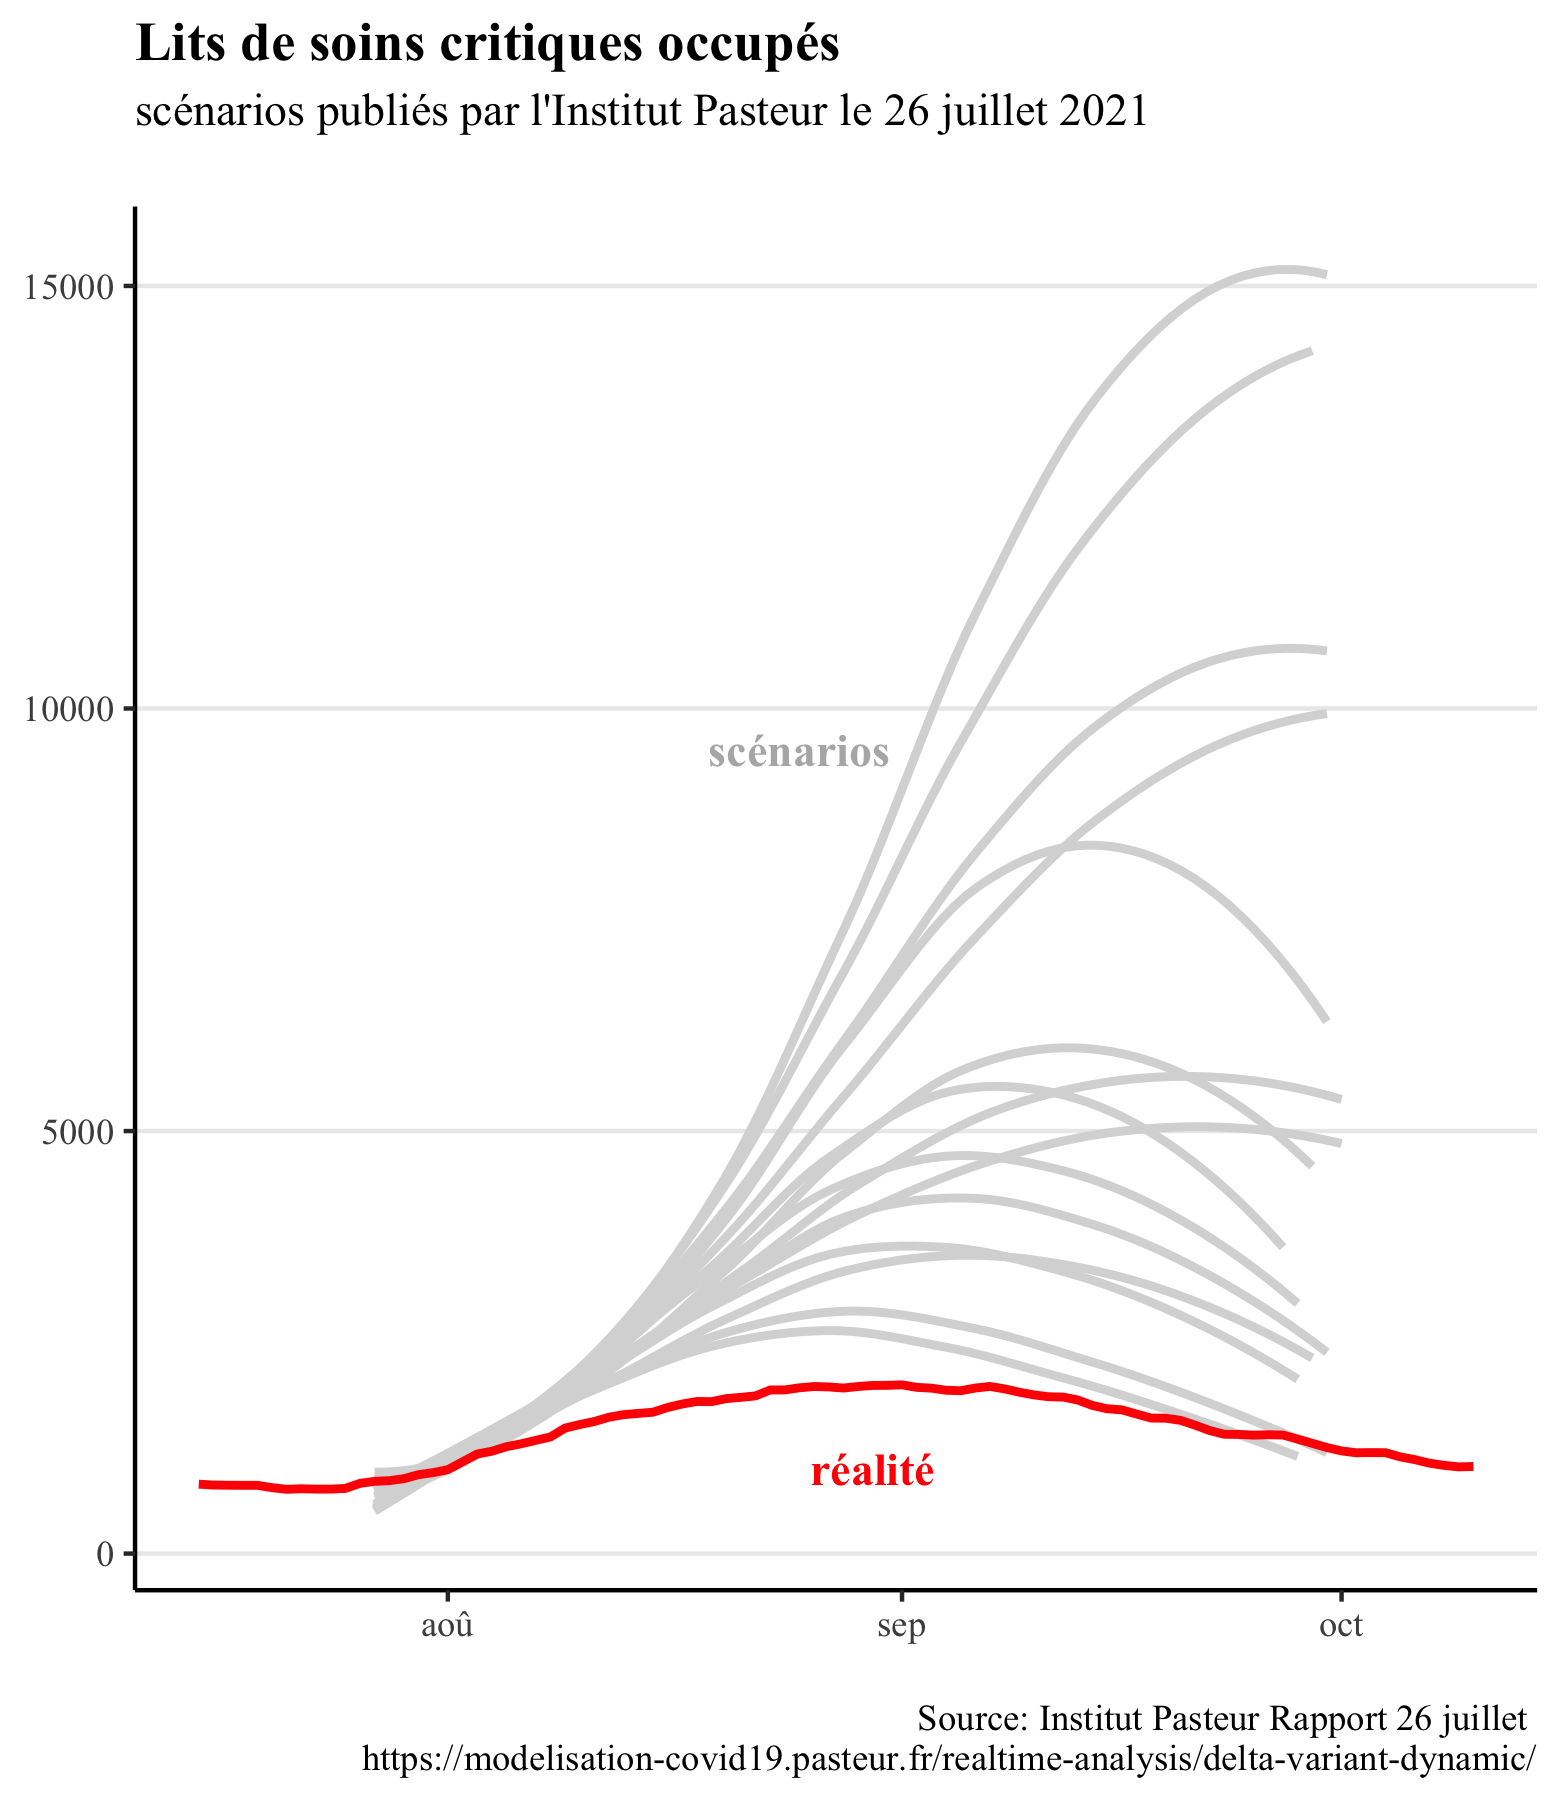 Lits de soins critiques occupés
scénarios publiés par l'Institut Pasteur le 26 juillet 2021
15000
10000
scénarios
5000
réalité
0
aoû sep oct
Source: Institut Pasteur Rapport 26 juillet
https://modelisation-covid19.pasteur.fr/realtime-analysis/delta-variant-dynamic/